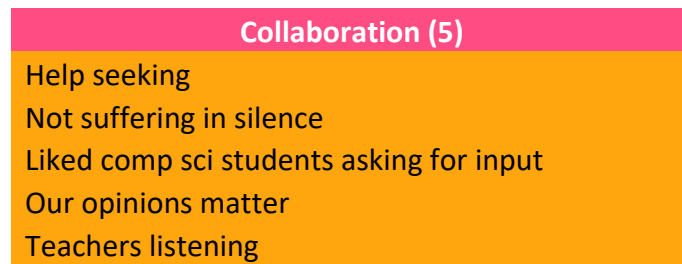 Collaboration (5)
Help seeking
Not suffering in silence
Liked comp sci students asking for input
Our opinions matter
Teachers listening